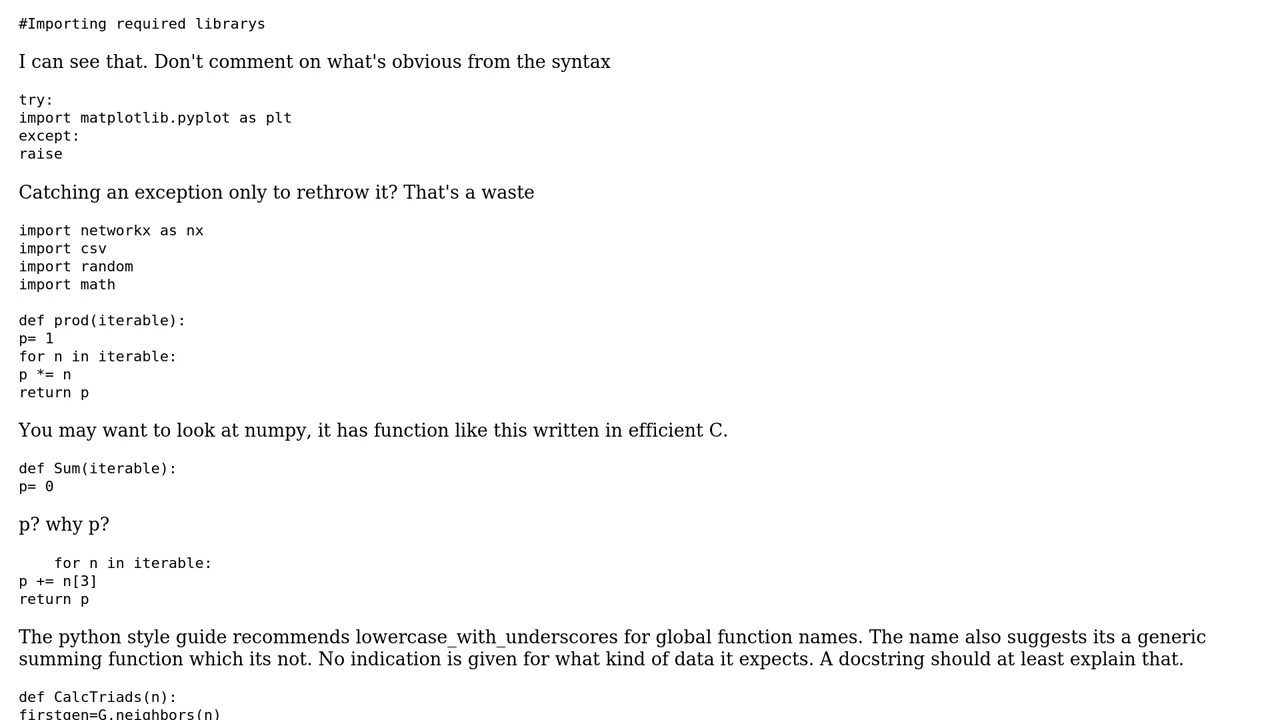 #Importing required librarys
I can see that. Don't comment on what's obvious from the syntax
try:
import matplotlib.pyplot as plt
except:
raise
Catching an exception only to rethrow it? That's a waste
import networkx as nx
import csv
import random
import math
def prod(iterable):
p= 1
for n in iterable:
p *= n
return p
You may want to look at numpy, it has function like this written in efficient C.
def Sum(iterable):
p= 0
p? why p?
    for n in iterable:
p += n[3]
return p
The python style guide recommends lowercase_with_underscores for global function names. The name also suggests its a generic
summing function which its not. No indication is given for what kind of data it expects. A docstring should at least explain that.
def CalcTriads(n):
firstgen=G.neighbors(n)